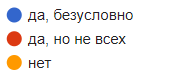 да, безусловно
да, но не всех
нет